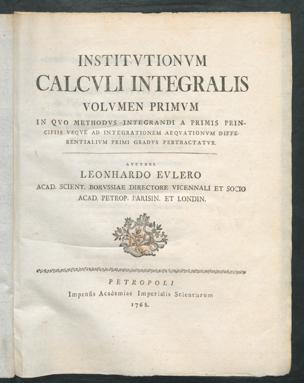 INSTITVTIONVM
CALCVLI INTEGRALIS
VOLVMEN PRIMVM
IN QVO METHODVS INTEGRANDI A PRIMIS PRIN-
CIPIIS VSQVE AD INTEGRATIONEM AEQVATIONVM DIFFE-
RENTIALIVM PRIMI GRADVS PERTRACTATVR.
AVCTORE
LEONHARDO EVLERO
ACAD. SCIENT. BORVSSIAE DIRECTORE VICENNALI ET SOCIO
ACAD. PETROP. PARISIN. ET LONDIN.
PETROPOLI
Impensis Academiae Imperialis Scientiarum
1768.